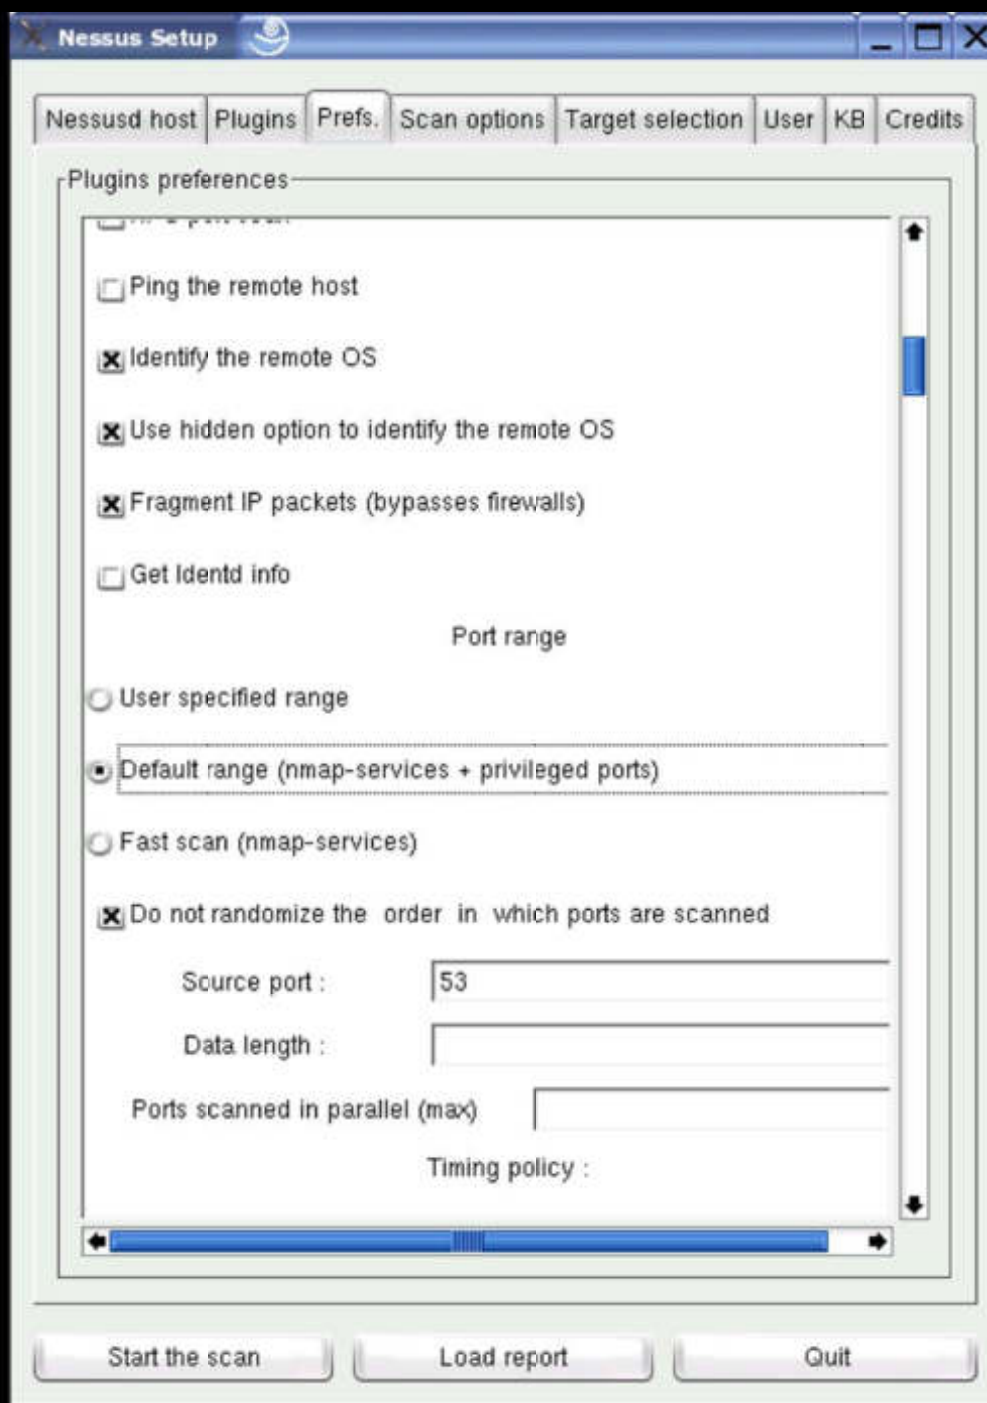 Nessus Setup
Nessusd host Plugins Prefs. Scan options Target selection User KB Credits
Plugins preferences
Ping the remote host
Identify the remote OS
Use hidden option to identify the remote OS
Fragment IP packets (bypasses firewalls)
Get Identd info
Port range
User specified range
Default range (nmap-services + privileged ports)
Fast scan (nmap-services)
Do not randomize the order in which ports are scanned
Source port : 53
Data length :
Ports scanned in parallel (max)
Timing policy :
Start the scan Load report Quit